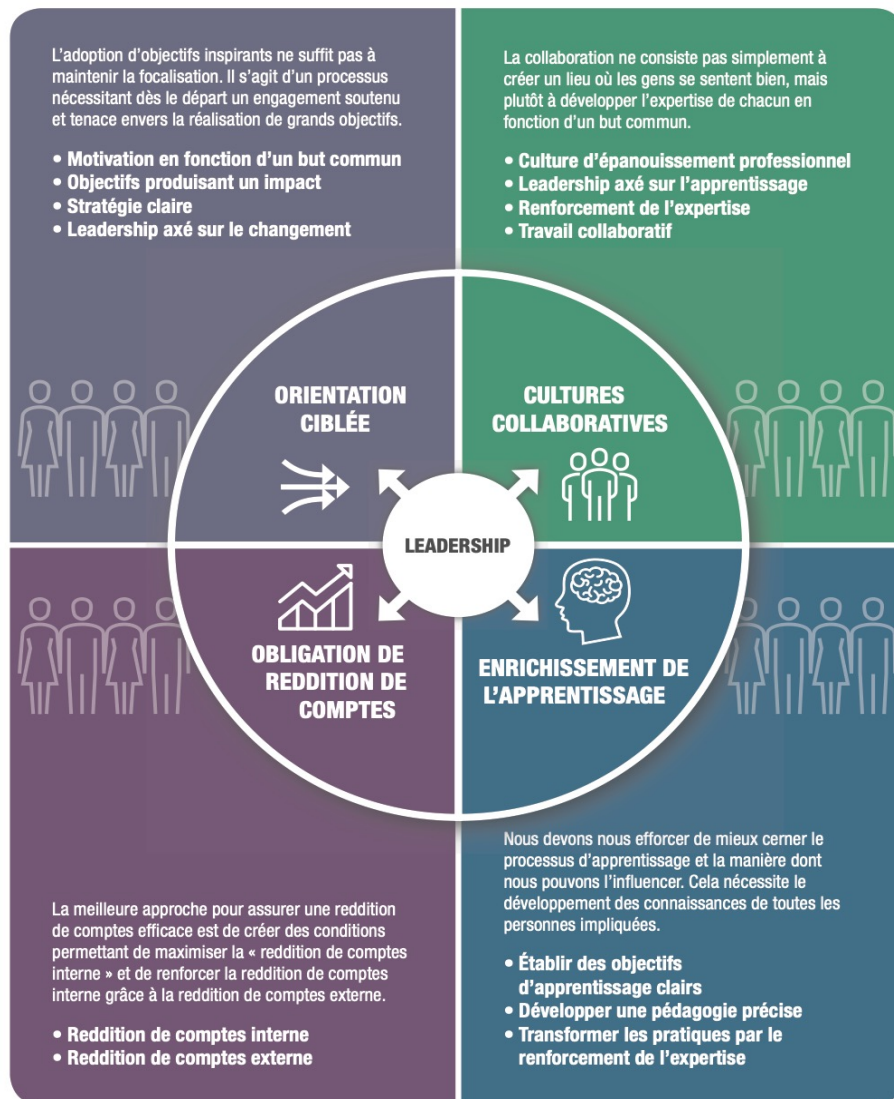 L’adoption d’objectifs inspirants ne suffit pas à
maintenir la focalisation. Il s’agit d’un processus
nécessitant dès le départ un engagement soutenu
et tenace envers la réalisation de grands objectifs.
• Motivation en fonction d’un but commun
• Objectifs produisant un impact
• Stratégie claire
• Leadership axé sur le changement
La collaboration ne consiste pas simplement à
créer un lieu où les gens se sentent bien, mais
plutôt à développer l’expertise de chacun en
fonction d’un but commun.
• Culture d’épanouissement professionnel
• Leadership axé sur l’apprentissage
• Renforcement de l’expertise
• Travail collaboratif
ORIENTATION
CIBLÉE
CULTURES
COLLABORATIVES
LEADERSHIP
OBLIGATION DE
REDDITION DE
COMPTES
ENRICHISSEMENT DE
L’APPRENTISSAGE
La meilleure approche pour assurer une reddition
de comptes efficace est de créer des conditions
permettant de maximiser la « reddition de comptes
interne » et de renforcer la reddition de comptes
interne grâce à la reddition de comptes externe.
• Reddition de comptes interne
• Reddition de comptes externe
Nous devons nous efforcer de mieux cerner le
processus d’apprentissage et la manière dont
nous pouvons l’influencer. Cela nécessite le
développement des connaissances de toutes les
personnes impliquées.
• Établir des objectifs
d’apprentissage clairs
• Développer une pédagogie précise
• Transformer les pratiques par le
renforcement de l’expertise